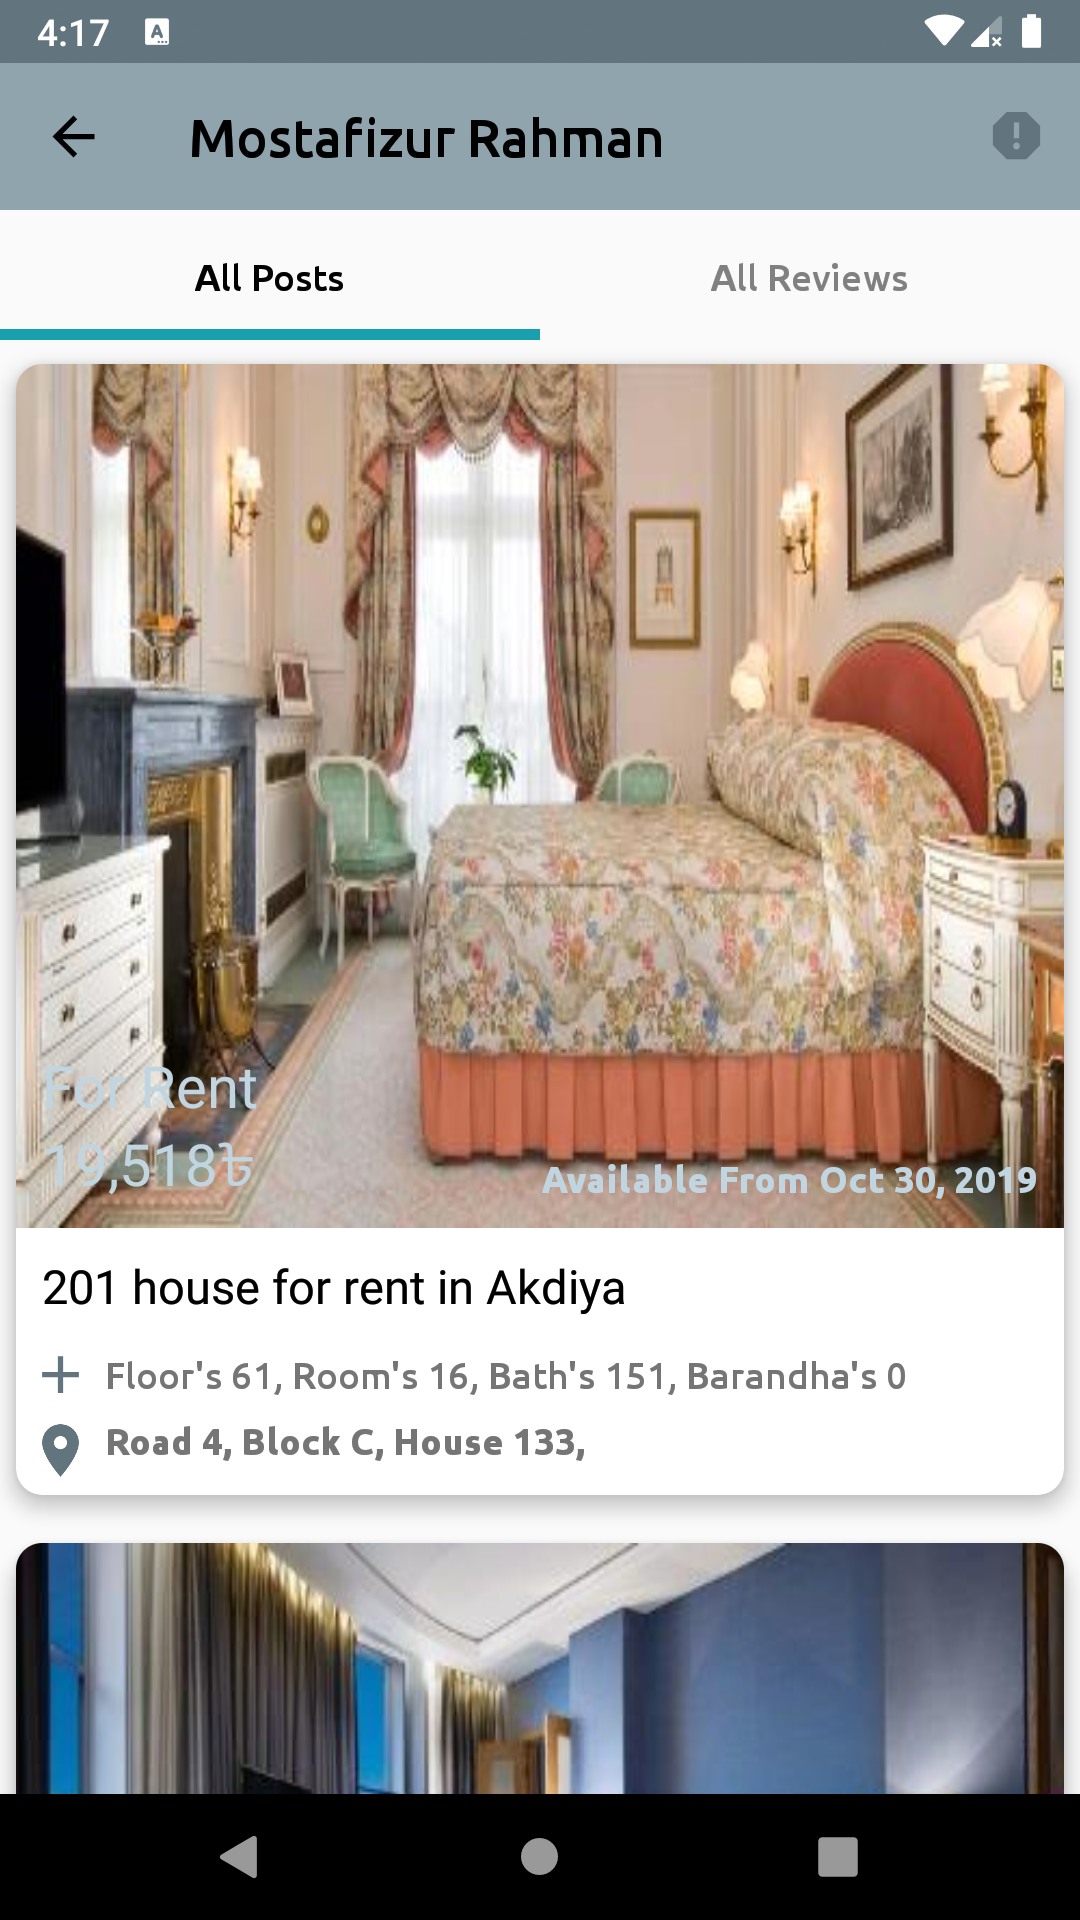 4:17
Mostafizur Rahman
All Posts
All Reviews
For Rent
19,518৳
Available From Oct 30, 2019
201 house for rent in Akdiya
Floor's 61, Room's 16, Bath's 151, Barandha's 0
Road 4, Block C, House 133,